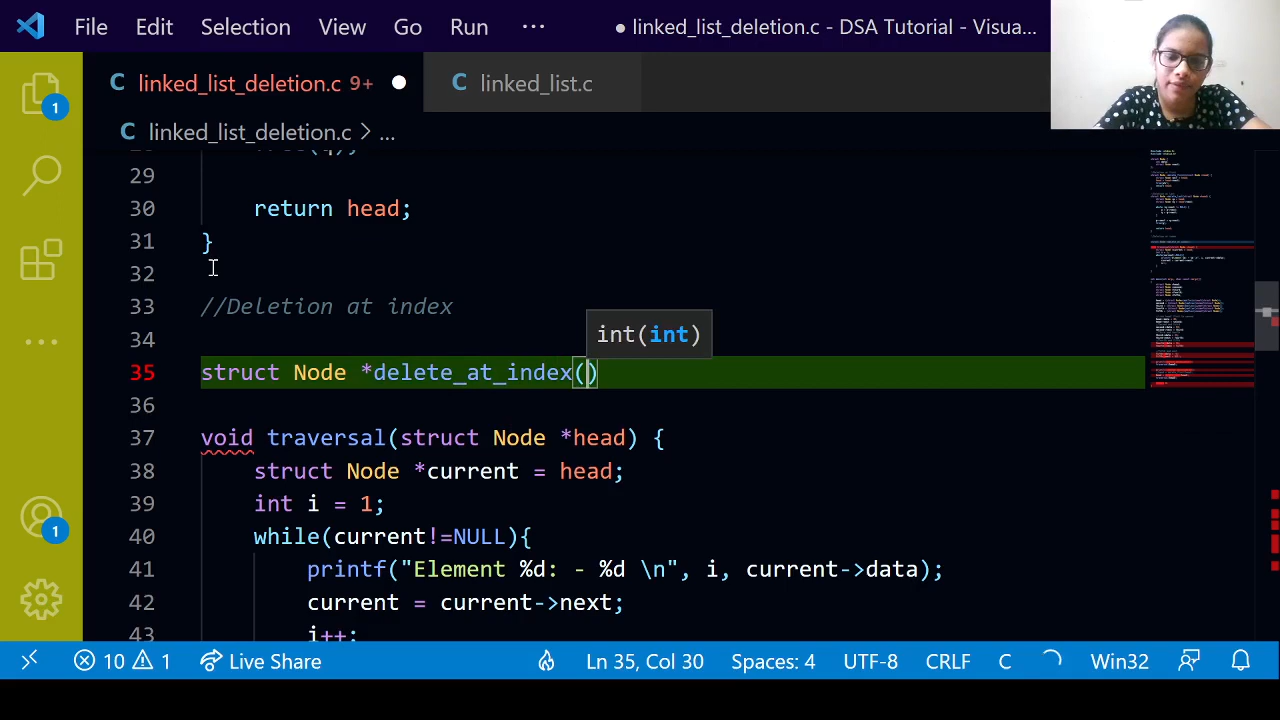 File Edit Selection View Go Run ··· ● linked_list_deletion.c - DSA Tutorial - Visua...
C linked_list_deletion.c 9+ ● C linked_list.c
C linked_list_deletion.c > ...
29
30 return head;
31 }
32
33 //Deletion at index
34 int(int)
35 struct Node *delete_at_index()
36
37 void traversal(struct Node *head) {
38 struct Node *current = head;
39 int i = 1;
40 while(current!=NULL){
41 printf("Element %d: - %d \n", i, current->data);
42 current = current->next;
43 i++;
1
1
10 1 Live Share Ln 35, Col 30 Spaces: 4 UTF-8 CRLF C Win32